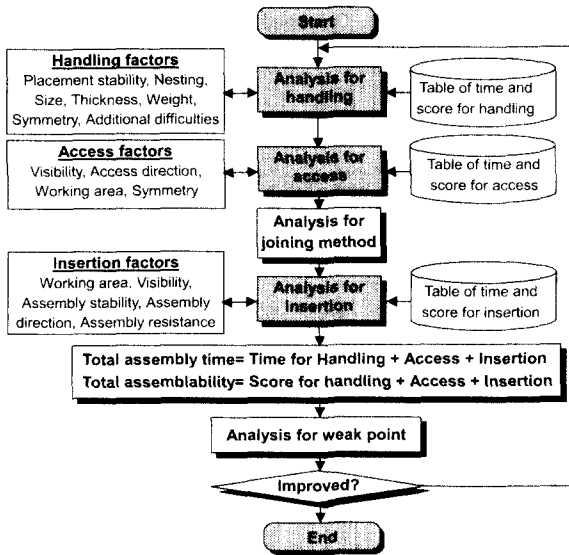 Start
Handling factors
Placement stability, Nesting,
Size, Thickness, Weight,
Symmetry, Additional difficulties
Analysis for
handling
Table of time and
score for handling
Access factors
Visibility, Access direction,
Working area, Symmetry
Analysis for
access
Table of time and
score for access
Analysis for
joining method
Insertion factors
Working area. Visibility,
Assembly stability, Assembly
direction, Assembly resistance
Analysis for
insertion
Table of time and
score for insertion
Total assembly time= Time for Handling + Access + Insertion
Total assemblability= Score for handling + Access + Insertion
Analysis for weak point
Improved?
End